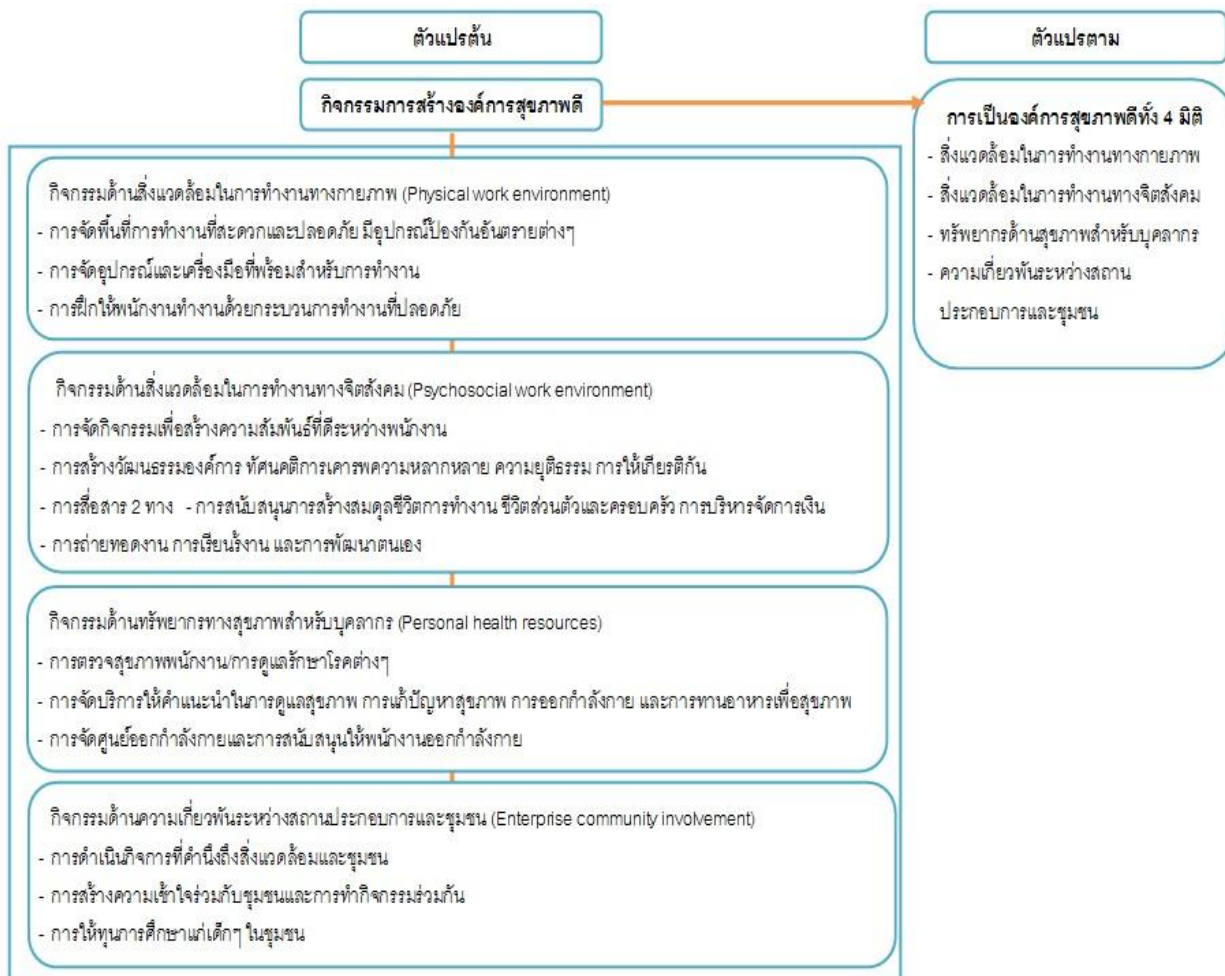 ตัวแปรต้น
ตัวแปรตาม
กิจกรรมการสร้างองค์การสุขภาพดี
กิจกรรมด้านสิ่งแวดล้อมในการทำงานทางกายภาพ (Physical work environment)
- การจัดพื้นที่การทำงานที่สะดวกและปลอดภัย มีอุปกรณ์ป้องกันอันตรายต่างๆ
- การจัดอุปกรณ์และเครื่องมือที่พร้อมสำหรับการทำงาน
- การฝึกให้พนักงานทำงานด้วยกระบวนการทำงานที่ปลอดภัย
กิจกรรมด้านสิ่งแวดล้อมในการทำงานทางจิตสังคม (Psychosocial work environment)
- การจัดกิจกรรมเพื่อสร้างความสัมพันธ์ที่ดีระหว่างพนักงาน
- การสร้างวัฒนธรรมองค์การ ทัศนคติการเคารพความหลากหลาย ความยุติธรรม การให้เกียรติกัน
- การสื่อสาร 2 ทาง - การสนับสนุนการสร้างสมดุลชีวิตการทำงาน ชีวิตส่วนตัวและครอบครัว การบริหารจัดการเงิน
- การถ่ายทอดงาน การเรียนรู้งาน และการพัฒนาตนเอง
กิจกรรมด้านทรัพยากรทางสุขภาพสำหรับบุคลากร (Personal health resources)
- การตรวจสุขภาพพนักงาน/การดูแลรักษาโรคต่างๆ
- การจัดบริการให้คำแนะนำในการดูแลสุขภาพ การแก้ปัญหาสุขภาพ การออกกำลังกาย และการทานอาหารเพื่อสุขภาพ
- การจัดศูนย์ออกกำลังกายและการสนับสนุนให้พนักงานออกกำลังกาย
กิจกรรมด้านความเกี่ยวพันระหว่างสถานประกอบการและชุมชน (Enterprise community involvement)
- การดำเนินกิจการที่คำนึงถึงสิ่งแวดล้อมและชุมชน
- การสร้างความเข้าใจร่วมกับชุมชนและการทำกิจกรรมร่วมกัน
- การให้ทุนการศึกษาแก่เด็กๆ ในชุมชน
การเป็นองค์การสุขภาพดีทั้ง 4 มิติ
- สิ่งแวดล้อมในการทำงานทางกายภาพ
- สิ่งแวดล้อมในการทำงานทางจิตสังคม
- ทรัพยากรด้านสุขภาพสำหรับบุคลากร
- ความเกี่ยวพันระหว่างสถาน
ประกอบการและชุมชน